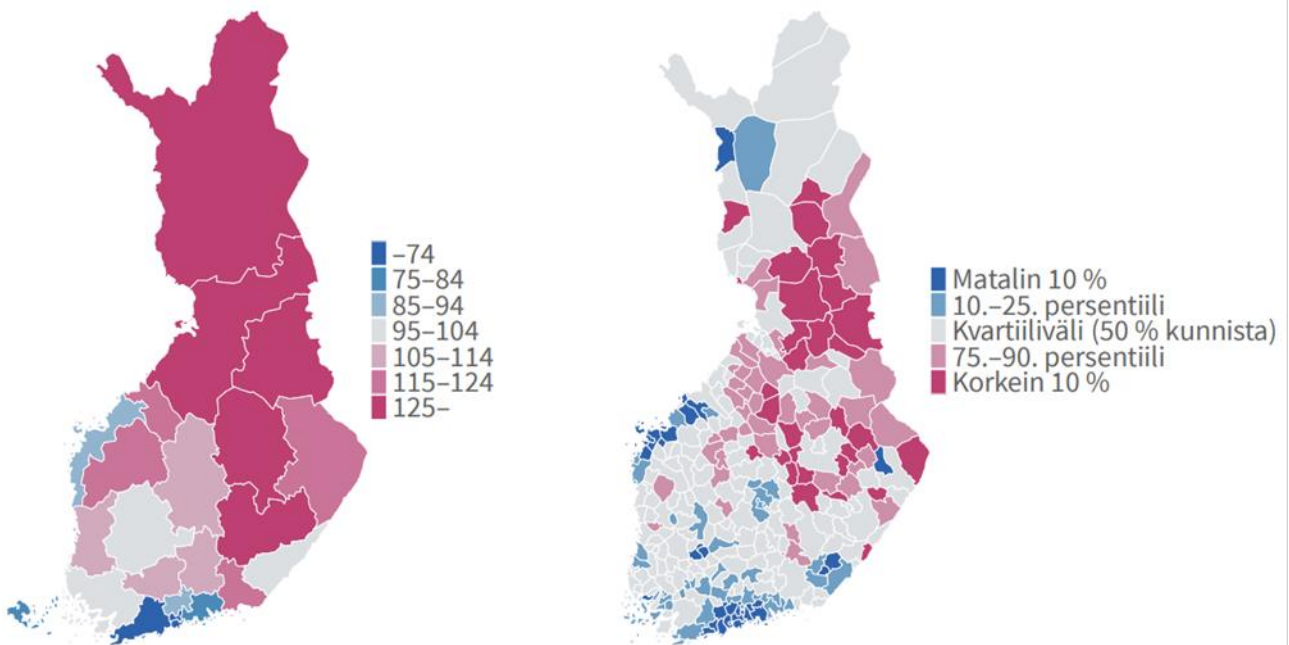 –74
75–84
85–94
95–104
105–114
115–124
125–
Matalin 10 %
10.–25. persentiili
Kvartiiliväli (50 % kunnista)
75.–90. persentiili
Korkein 10 %